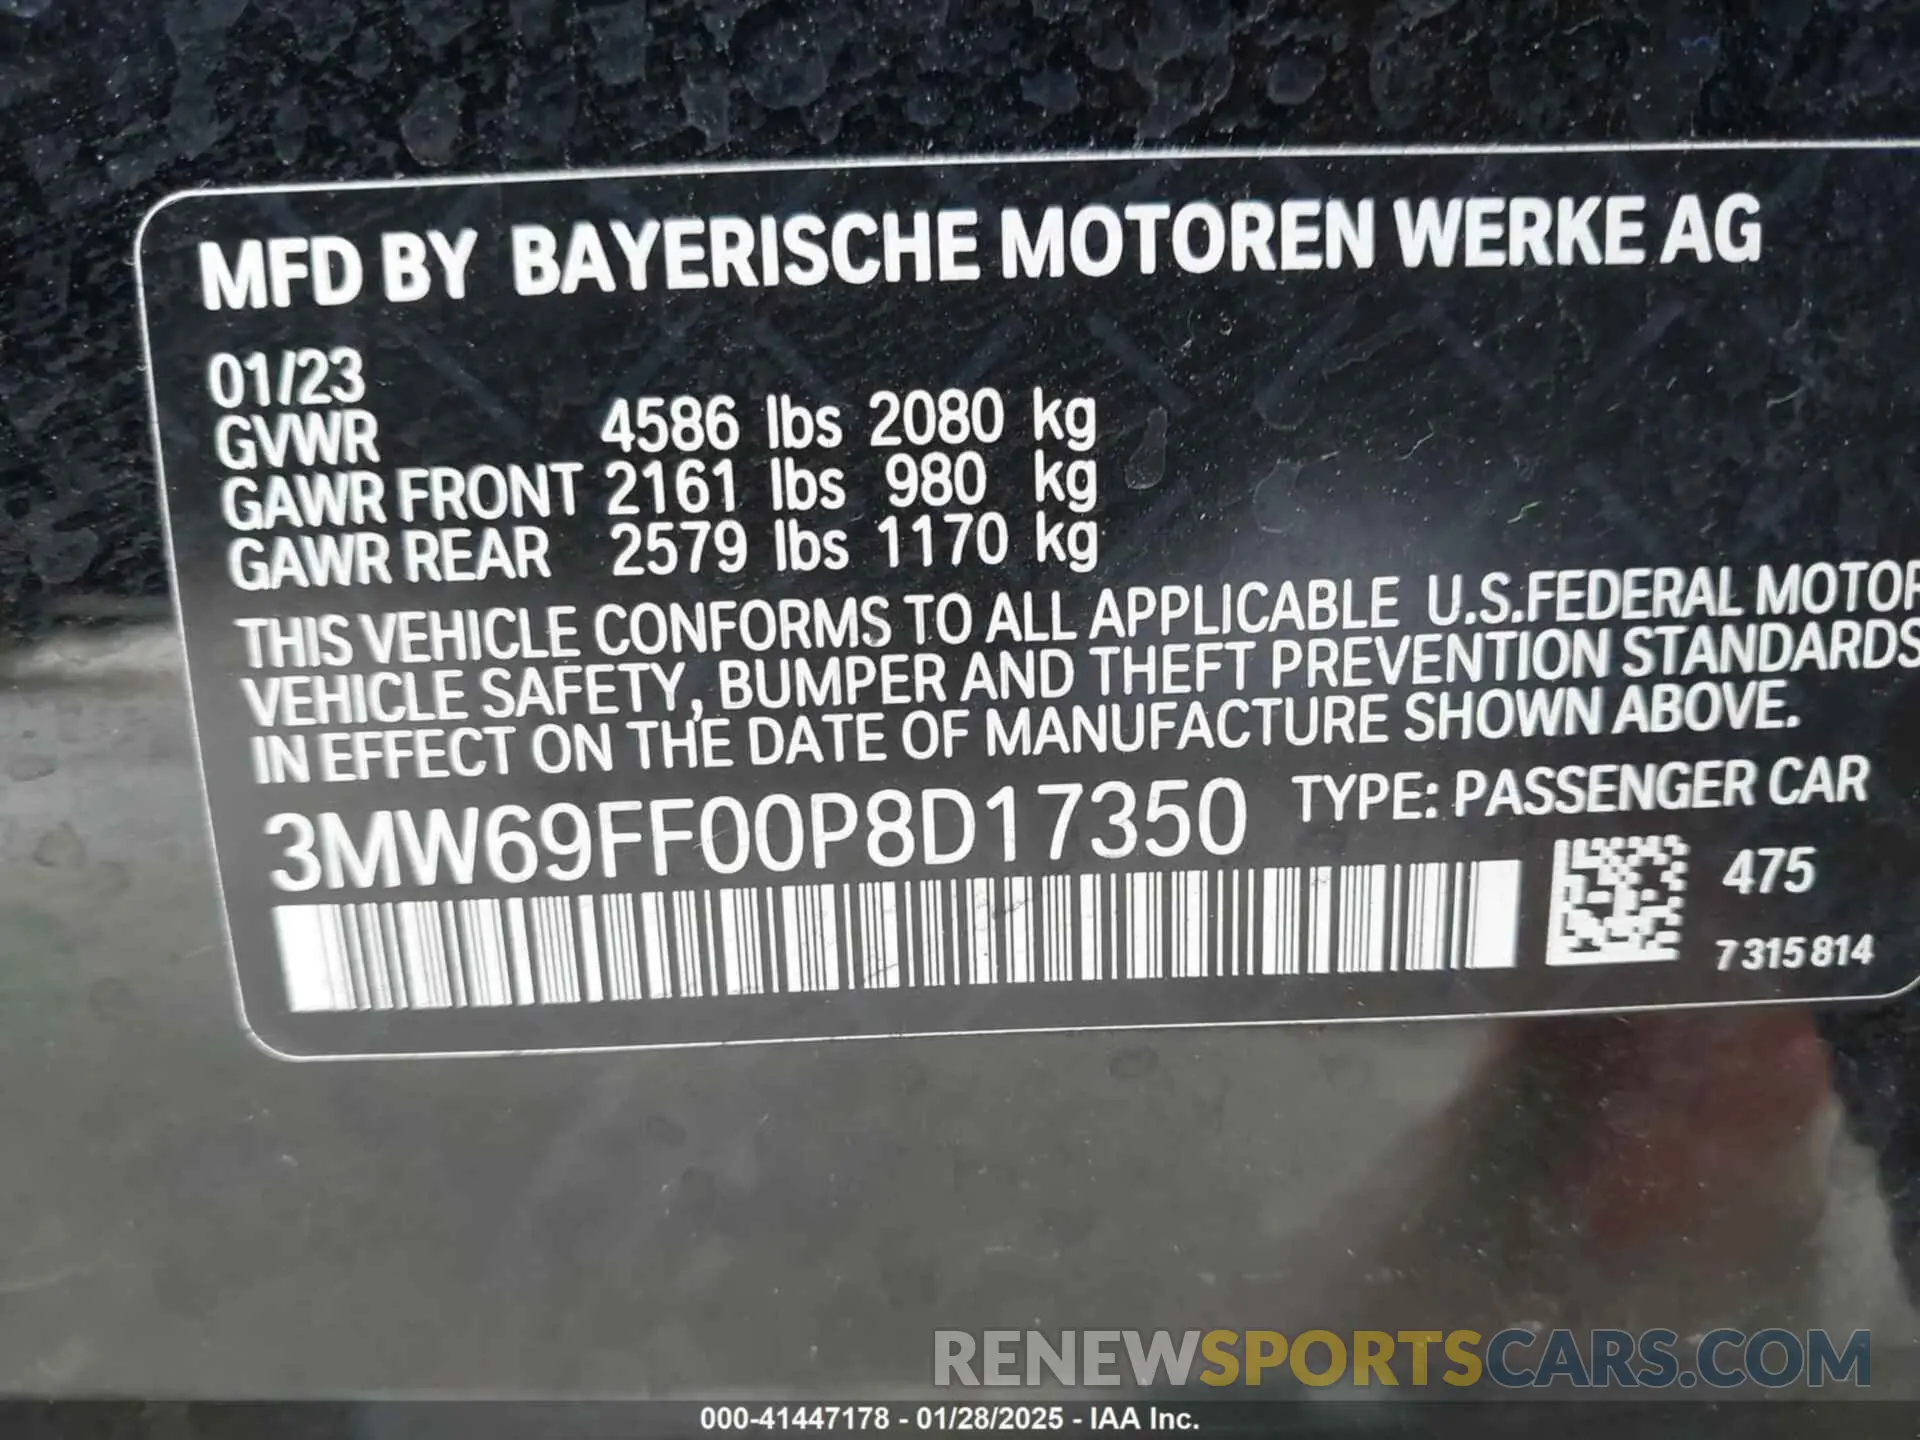 MFD BY BAYERISCHE MOTOREN WERKE AG
01/23
GVWR 4586 lbs 2080 kg
GAWR FRONT 2161 lbs 980 kg
GAWR REAR 2579 lbs 1170 kg
THIS VEHICLE CONFORMS TO ALL APPLICABLE U.S.FEDERAL MOTOR
VEHICLE SAFETY, BUMPER AND THEFT PREVENTION STANDARDS
IN EFFECT ON THE DATE OF MANUFACTURE SHOWN ABOVE.
3MW69FF00P8D17350 TYPE: PASSENGER CAR
475
7 315 814
RENEWSPORTSCARS.COM
000-41447178 - 01/28/2025 - IAA Inc.